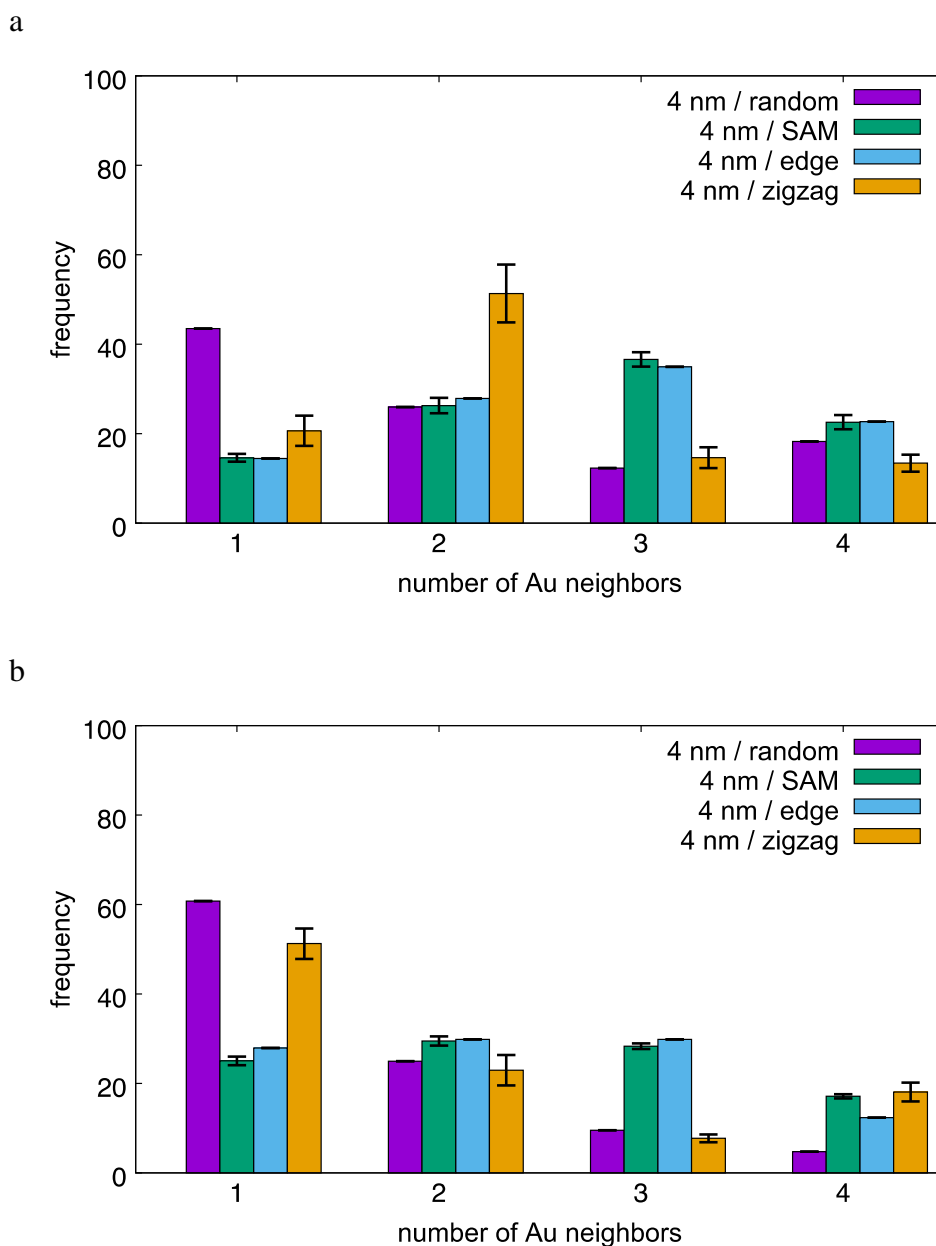 a
100
80
60
40
20
0
frequency
4 nm / random
4 nm / SAM
4 nm / edge
4 nm / zigzag
1 2 3 4
number of Au neighbors
b
100
80
60
40
20
0
frequency
4 nm / random
4 nm / SAM
4 nm / edge
4 nm / zigzag
1 2 3 4
number of Au neighbors